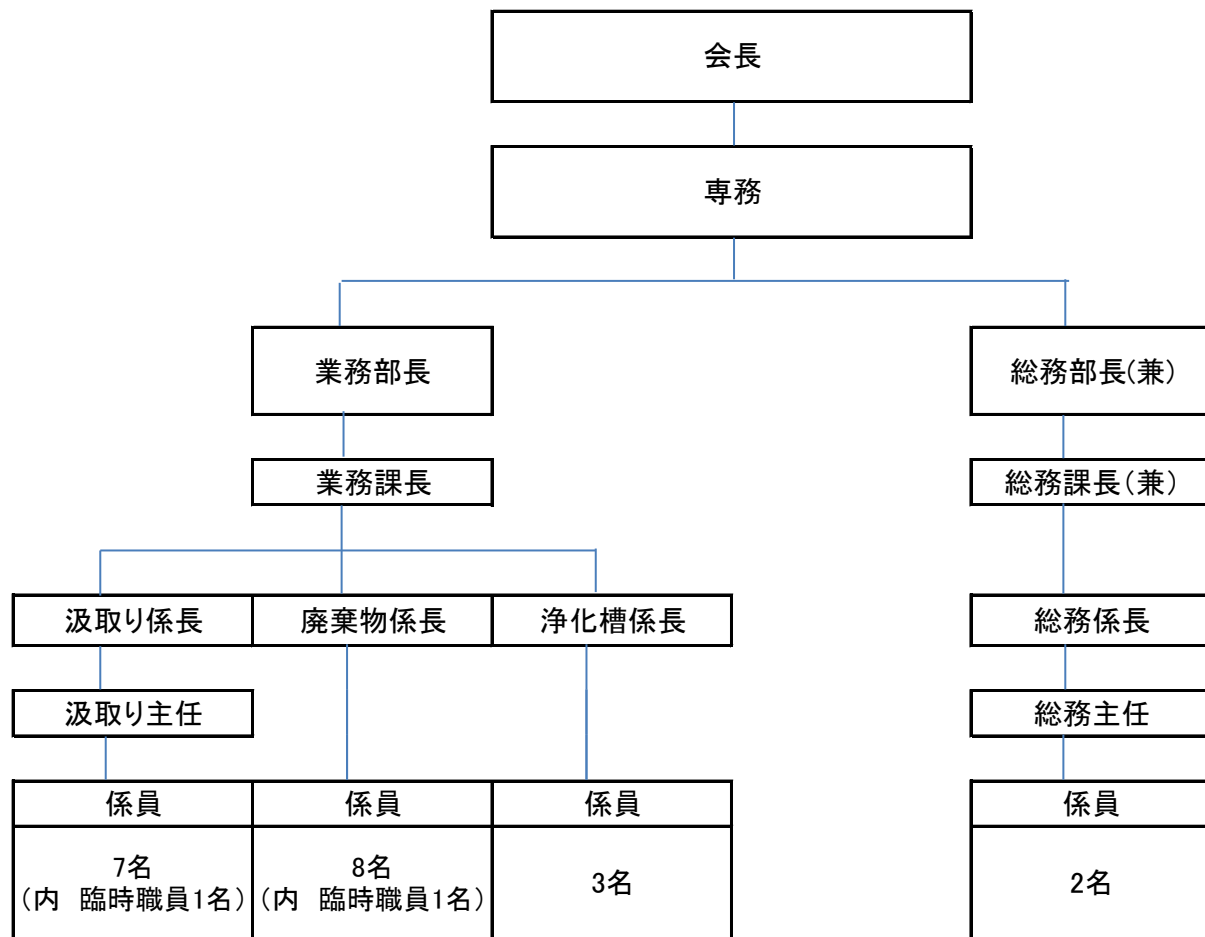 会長
専務
業務部長
総務部長(兼)
業務課長
総務課長(兼)
汲取り係長
廃棄物係長
浄化槽係長
総務係長
汲取り主任
総務主任
係員
係員
係員
係員
7名
(内　臨時職員1名)
8名
(内　臨時職員1名)
3名
2名